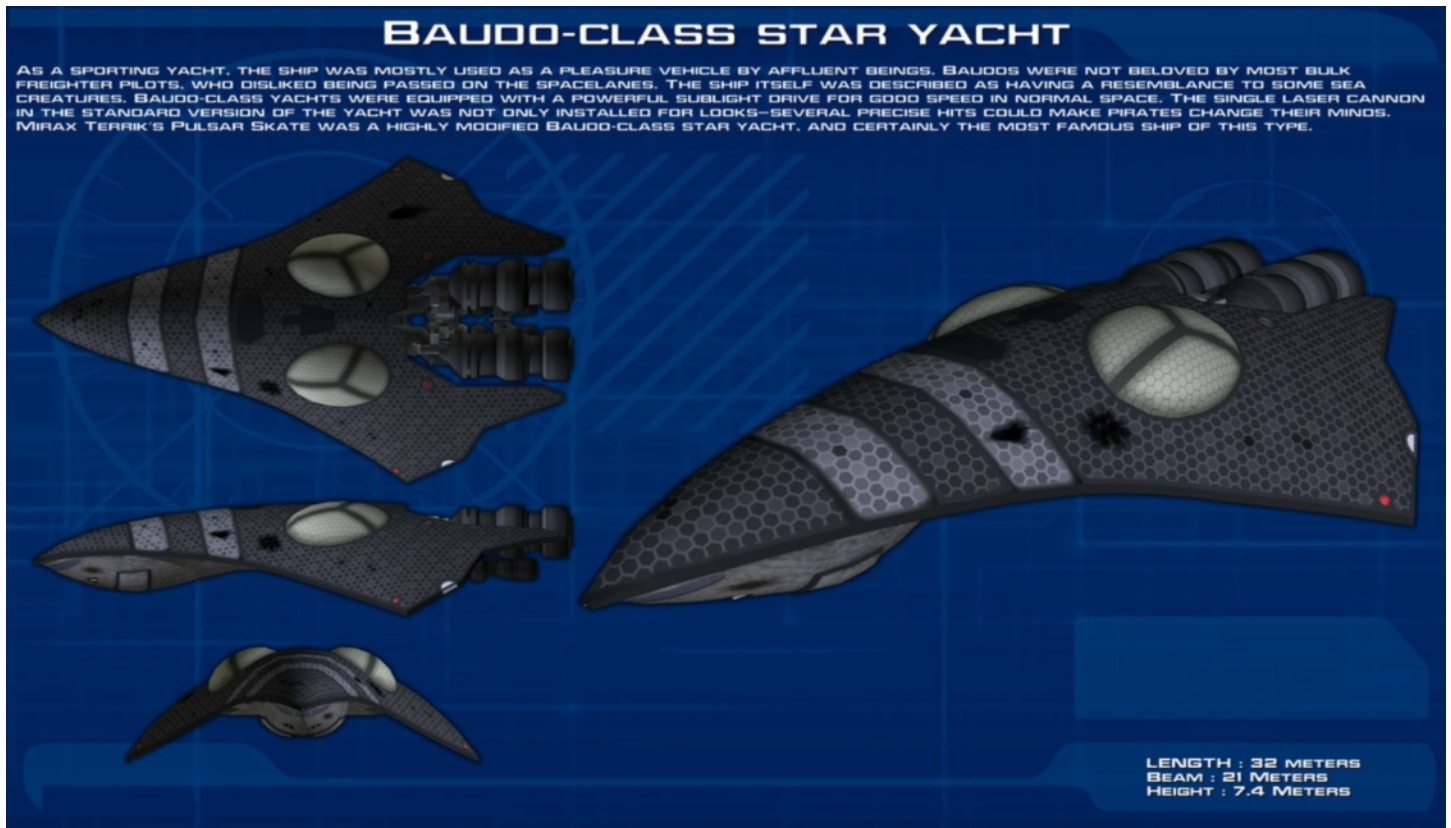 BAUDO-CLASS STAR YACHT
AS A SPORTING YACHT, THE SHIP WAS MOSTLY USED AS A PLEASURE VEHICLE BY AFFLUENT BEINGS. BAUDOS WERE NOT BELOVED BY MOST BULK
FREIGHTER PILOTS, WHO DISLIKED BEING PASSED ON THE SPACELANES. THE SHIP ITSELF WAS DESCRIBED AS HAVING A RESEMBLANCE TO SOME SEA
CREATURES. BAUDO-CLASS YACHTS WERE EQUIPPED WITH A POWERFUL SUBLIGHT DRIVE FOR GOOD SPEED IN NORMAL SPACE. THE SINGLE LASER CANNON
IN THE STANDARD VERSION OF THE YACHT WAS NOT ONLY INSTALLED FOR LOOKS—SEVERAL PRECISE HITS COULD MAKE PIRATES CHANGE THEIR MINDS.
MIRAX TERRIK'S PULSAR SKATE WAS A HIGHLY MODIFIED BAUDO-CLASS STAR YACHT, AND CERTAINLY THE MOST FAMOUS SHIP OF THIS TYPE.
LENGTH : 32 METERS
BEAM : 21 METERS
HEIGHT : 7.4 METERS